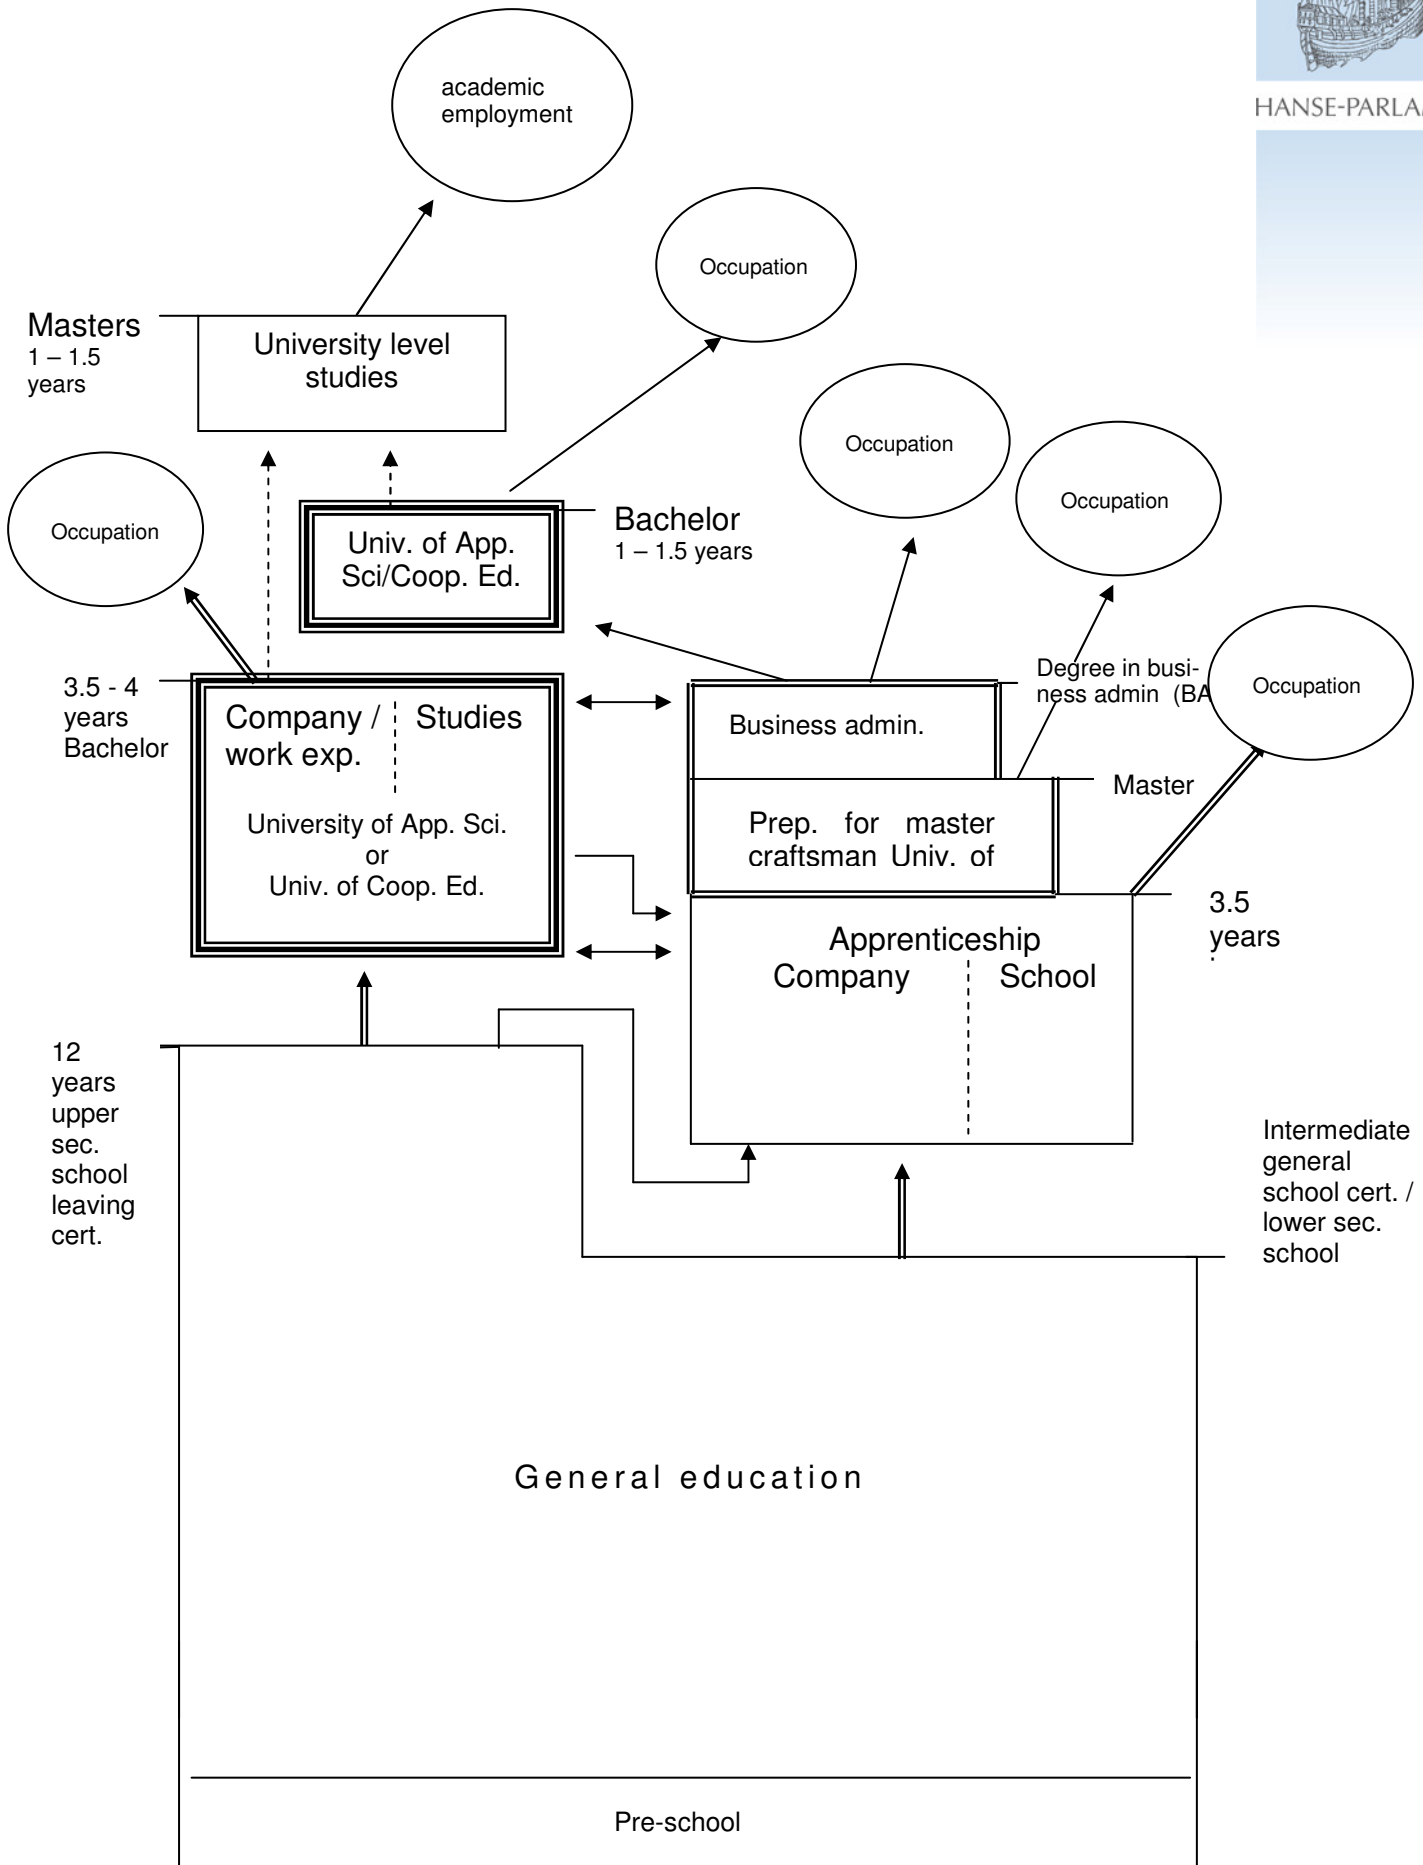 HANSE-PARLA
academic
employment
Occupation
Masters
1 – 1.5
years
University level
studies
Occupation
Occupation
Occupation
Univ. of App.
Sci/Coop. Ed.
Bachelor
1 – 1.5 years
3.5 - 4
years
Bachelor
Company /
work exp.
Studies
University of App. Sci.
or
Univ. of Coop. Ed.
Business admin.
Degree in busi-
ness admin (BA
Occupation
Master
Prep. for master
craftsman Univ. of
3.5
years
Apprenticeship
Company
School
12
years
upper
sec.
school
leaving
cert.
Intermediate
general
school cert. /
lower sec.
school
General education
Pre-school